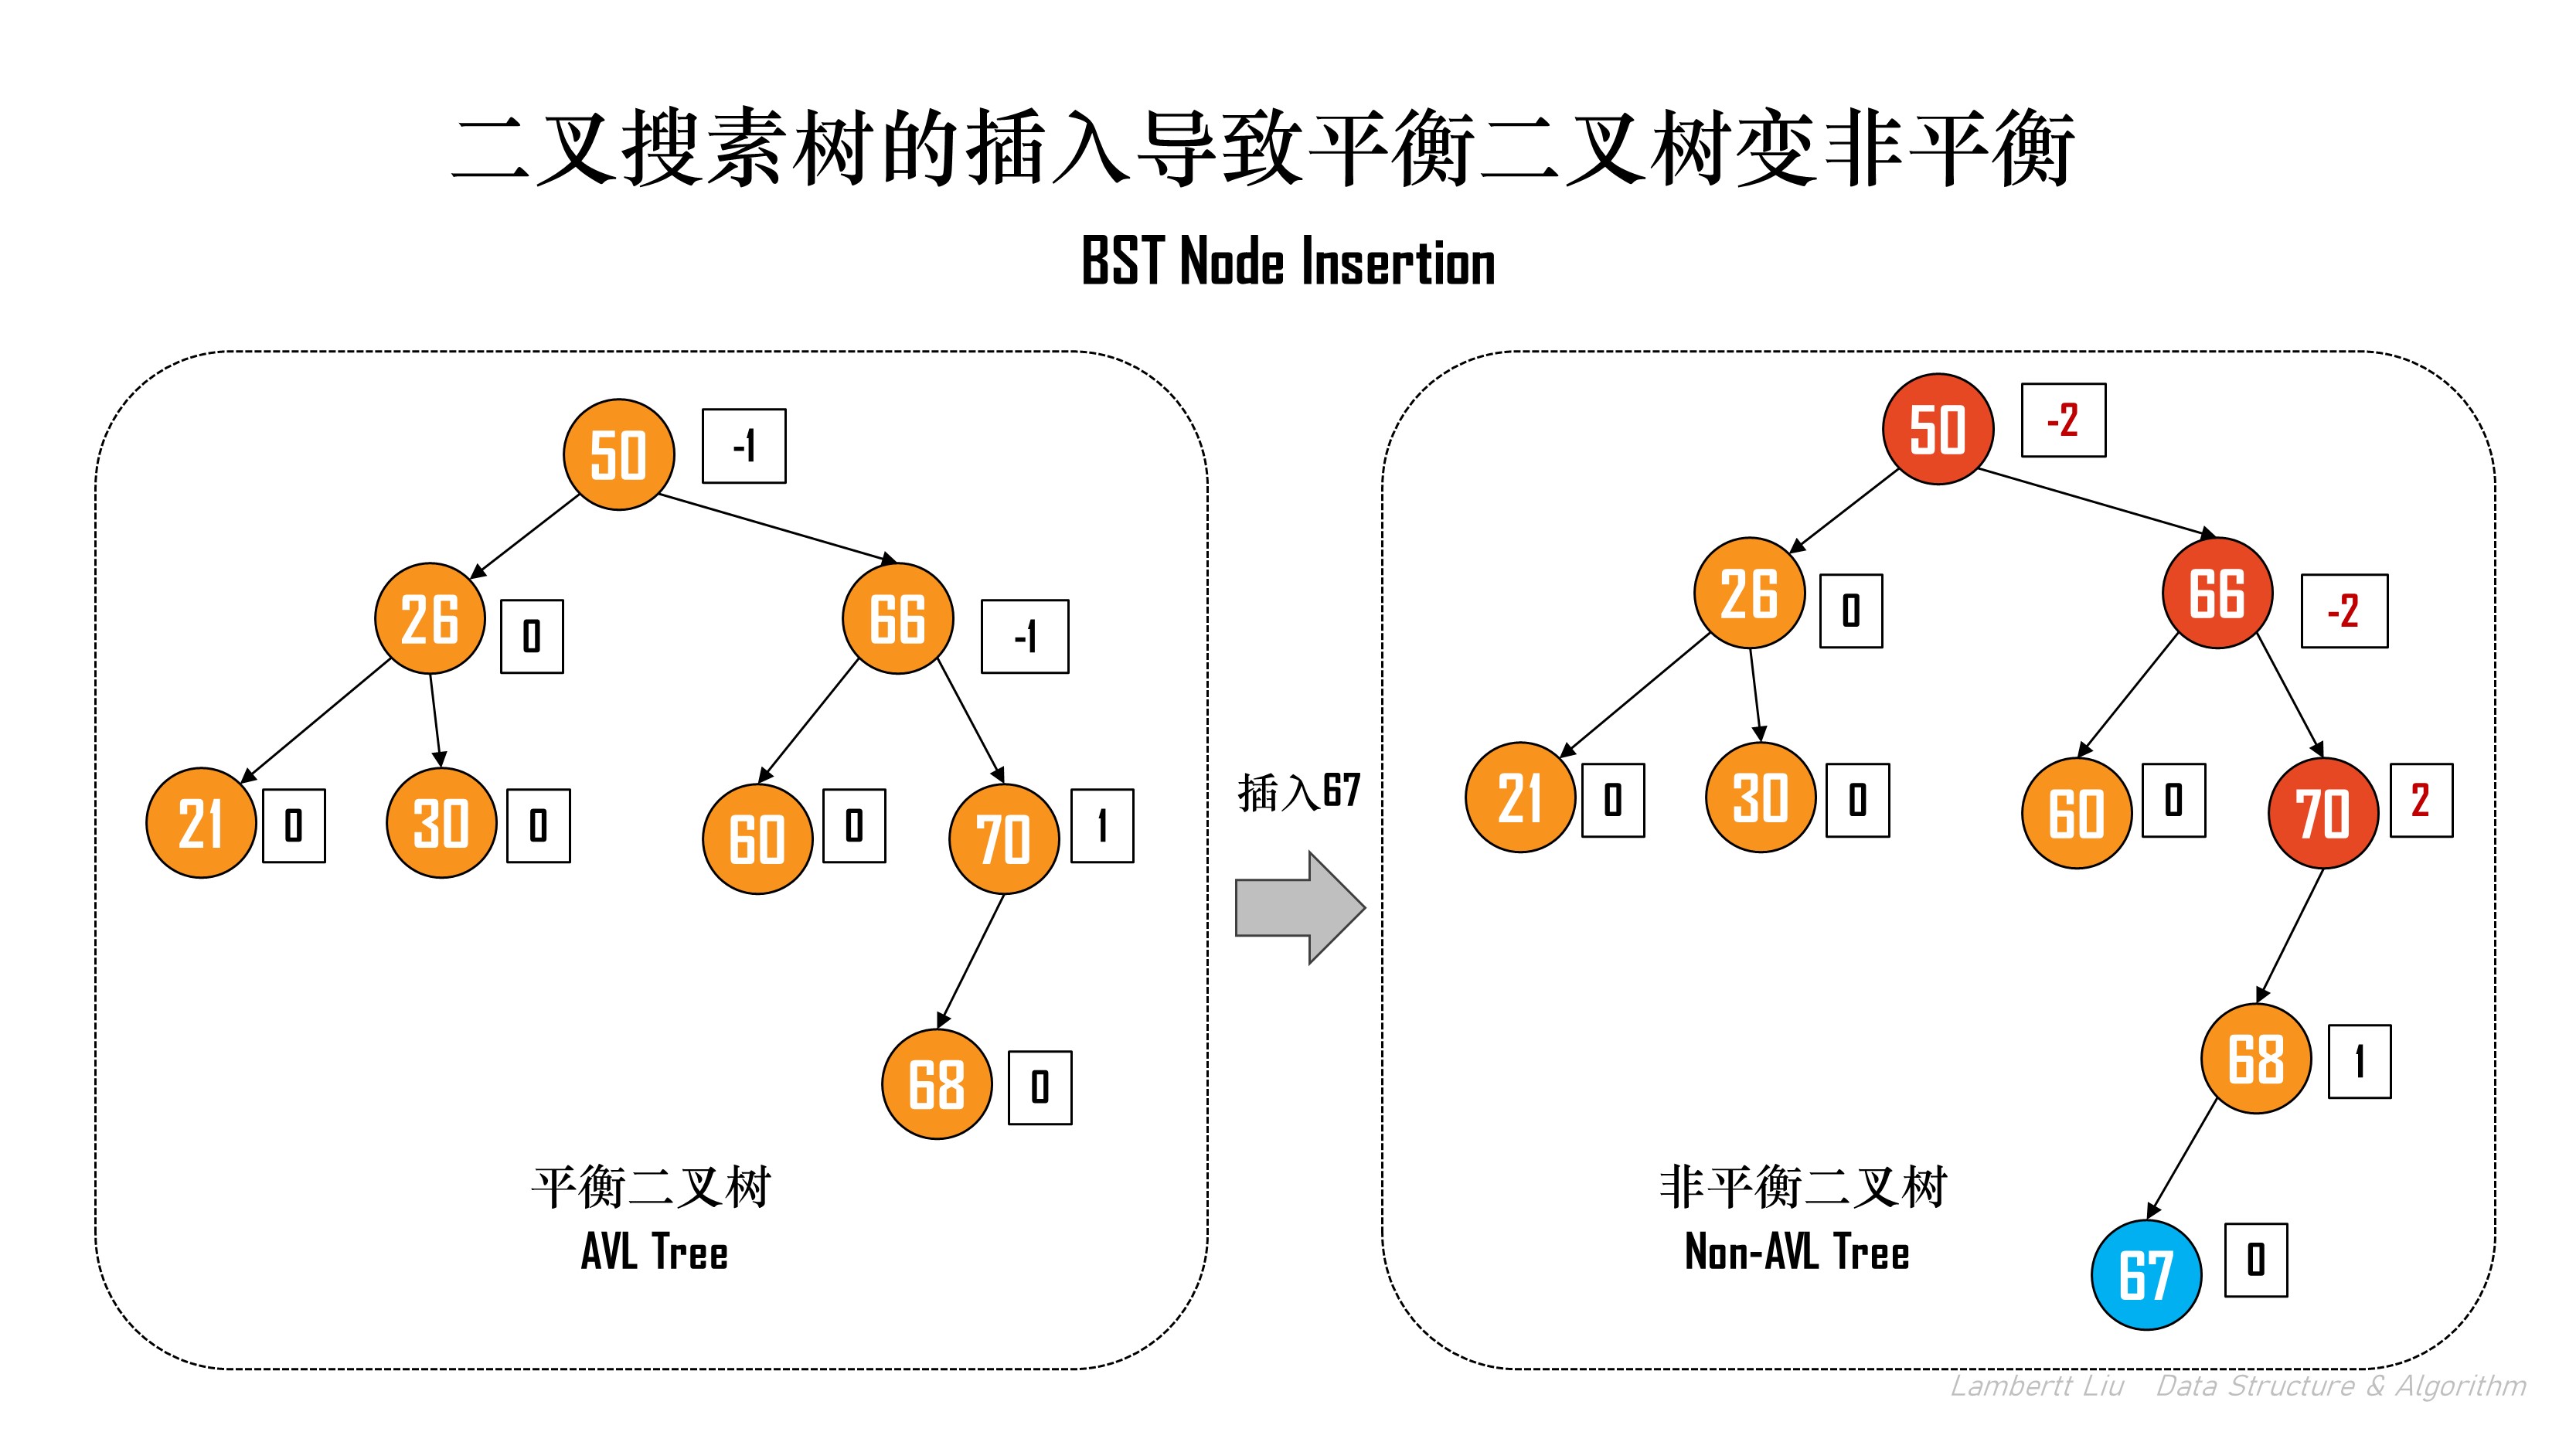 二叉搜素树的插入导致平衡二叉树变非平衡
BST Node Insertion
50 -1
26 0 66 -1
21 0 30 0 60 0 70 1
68 0
平衡二叉树
AVL Tree
插入67
50 -2
26 0 66 -2
21 0 30 0 60 0 70 2
68 1
67 0
非平衡二叉树
Non-AVL Tree
Lambertt Liu Data Structure & Algorithm